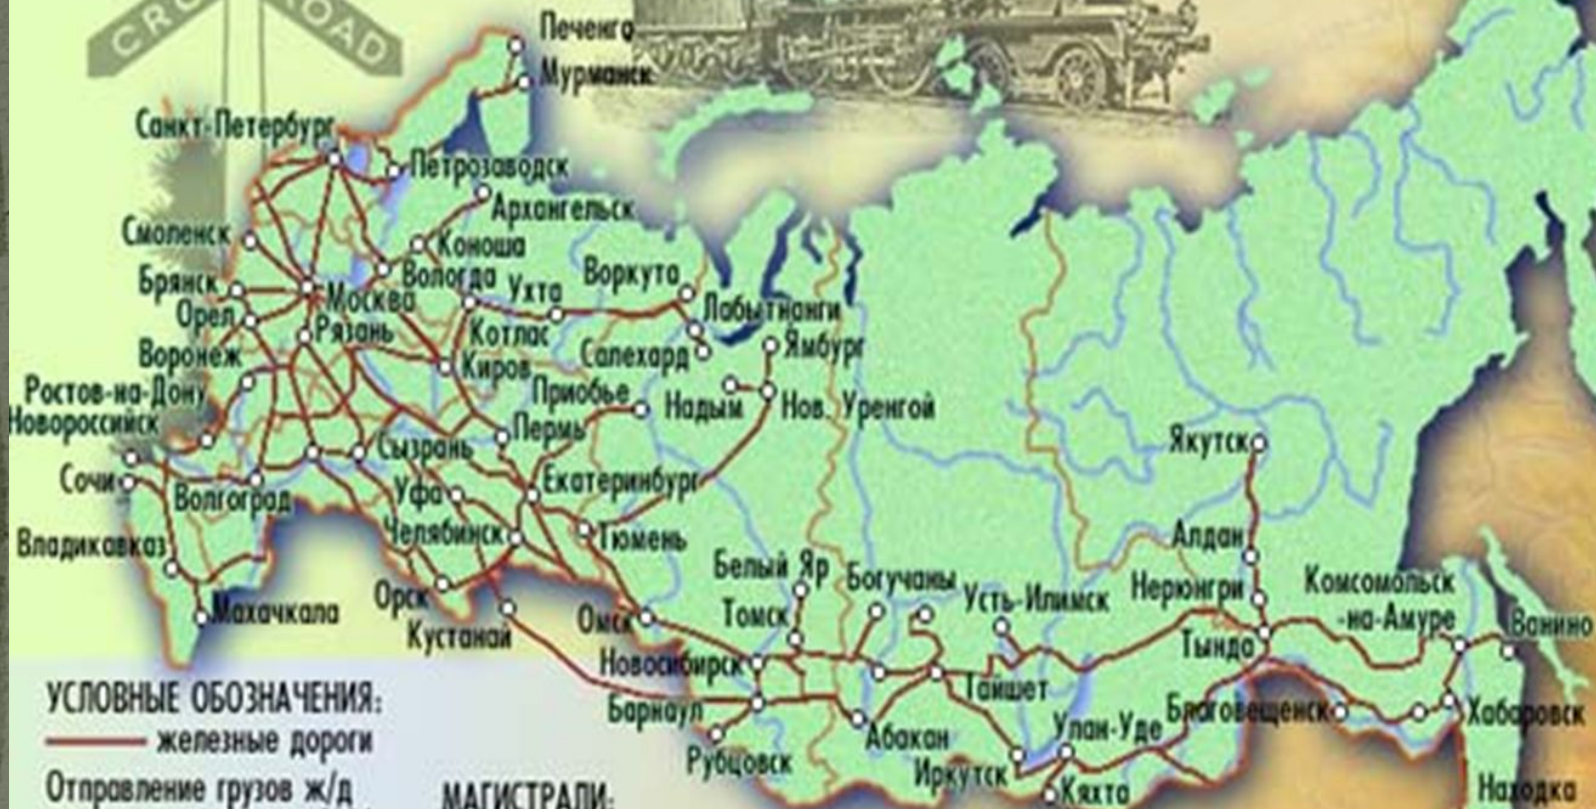 CRO ROAD
Печенга
Мурманск
Санкт-Петербург
Петрозаводск
Архангельск
Смоленск
Коноша
Брянск
Вологда
Ухта
Воркута
Москва
Лабытнанги
Орел
Рязань
Котлас
Салехард
Ямбург
Воронеж
Киров
Ростов-на-Дону
Приобье
Надым
Нов. Уренгой
Новороссийск
Пермь
Сызрань
Якутск
Сочи
Волгоград
Уфа
Екатеринбург
Челябинск
Тюмень
Алдан
Владикавказ
Белый Яр
Богучаны
Усть-Илимск
Нерюнгри
Комсомольск
-на-Амуре
Махачкала
Орск
Кустанай
Омск
Томск
Ванино
Тында
Новосибирск
Тайшет
Барнаул
Абакан
Улан-Уде
Благовещенск
Хабаровск
Рубцовск
Иркутск
Кяхта
Находка
УСЛОВНЫЕ ОБОЗНАЧЕНИЯ:
железные дороги
Отправление грузов ж/д
МАГИСТРАЛИ: